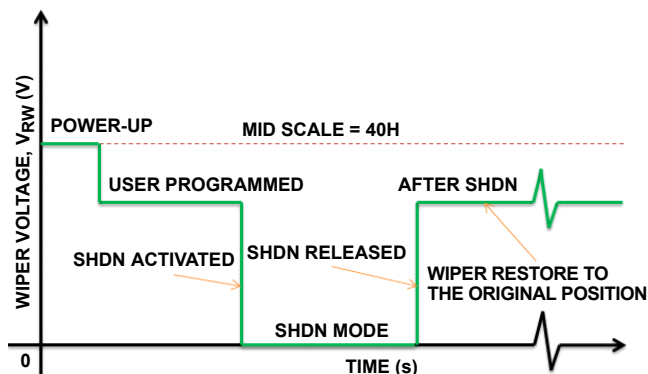 WIPER VOLTAGE, VRW (V)
POWER-UP
MID SCALE = 40H
USER PROGRAMMED
AFTER SHDN
SHDN ACTIVATED
SHDN RELEASED
WIPER RESTORE TO
THE ORIGINAL POSITION
SHDN MODE
0
TIME (s)